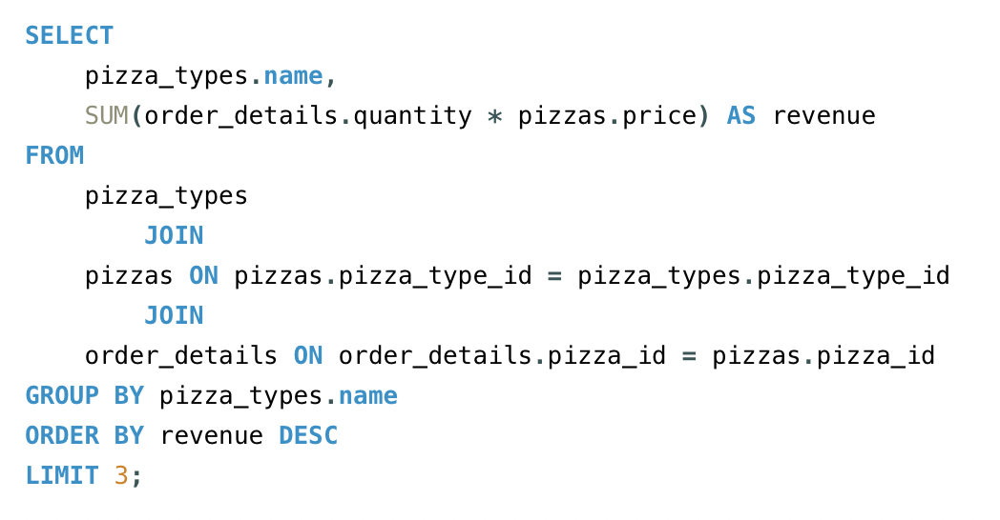 SELECT
    pizza_types.name,
    SUM(order_details.quantity * pizzas.price) AS revenue
FROM
    pizza_types
        JOIN
    pizzas ON pizzas.pizza_type_id = pizza_types.pizza_type_id
        JOIN
    order_details ON order_details.pizza_id = pizzas.pizza_id
GROUP BY pizza_types.name
ORDER BY revenue DESC
LIMIT 3;